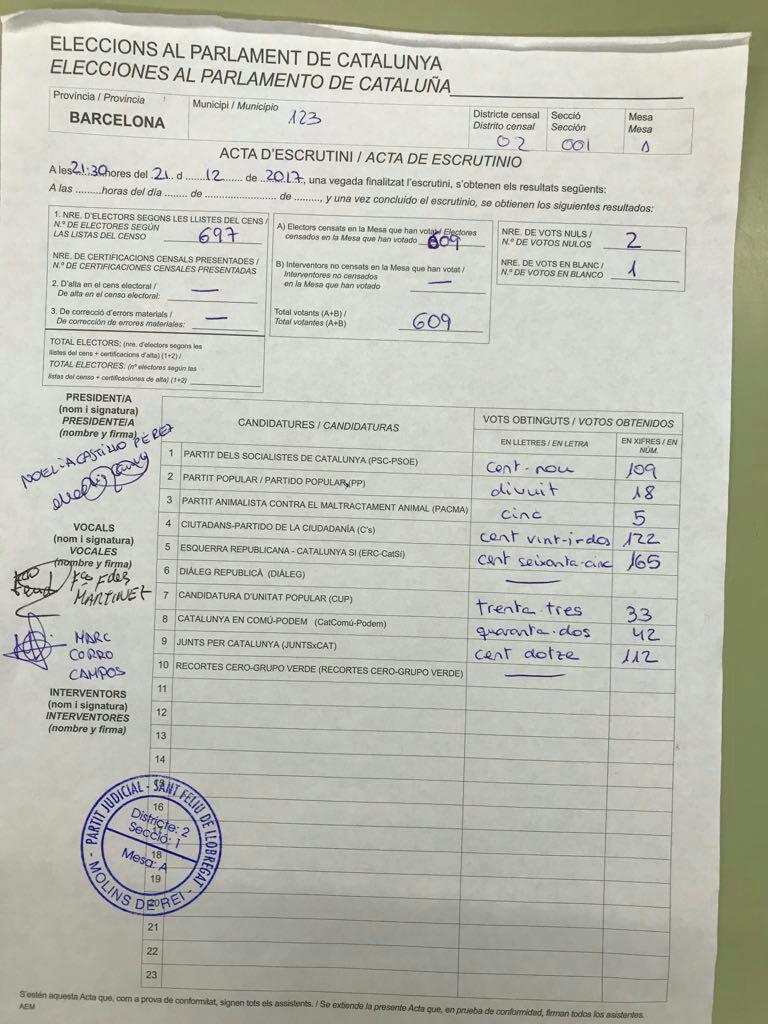 ELECCIONS AL PARLAMENT DE CATALUNYA
ELECCIONES AL PARLAMENTO DE CATALUÑA
Província / Provincia
BARCELONA
Municipi / Municipio
123
Districte censal
Distrito censal
02
Secció
Sección
001
Mesa
Mesa
A
ACTA D'ESCRUTINI / ACTA DE ESCRUTINIO
A les 21:30 hores del 21 d ......12...... de 2017, una vegada finalitzat l'escrutini, s'obtenen els resultats següents:
A las .........horas del día ........ de ......................... de ........., y una vez concluido el escrutinio, se obtienen los siguientes resultados:
1. NRE. D'ELECTORS SEGONS LES LLISTES DEL CENS /
N.º DE ELECTORES SEGÚN
LAS LISTAS DEL CENSO 697
NRE. DE CERTIFICACIONS CENSALS PRESENTADES /
N.º DE CERTIFICACIONES CENSALES PRESENTADAS
2. D'alta en el cens electoral /
De alta en el censo electoral: —
3. De correcció d'errors materials /
De corrección de errores materiales: —
TOTAL ELECTORS: (nre. d'electors segons les
llistes del cens + certificacions d'alta) (1+2) /
TOTAL ELECTORES: (nº electores según las
listas del censo + certificaciones de alta) (1+2)
A) Electors censats en la Mesa que han votat / Electores
censados en la Mesa que han votado 609
B) Interventors no censats en la Mesa que han votat /
Interventores no censados
en la Mesa que han votado —
Total votants (A+B) /
Total votantes (A+B) 609
NRE. DE VOTS NULS /
N.º DE VOTOS NULOS 2
NRE. DE VOTS EN BLANC /
N.º DE VOTOS EN BLANCO 1
PRESIDENT/A
(nom i signatura)
PRESIDENTE/A
(nombre y firma)
NOELIA CASTILLO PÉREZ
VOCALS
(nom i signatura)
VOCALES
(nombre y firma)
Fco Fdez
MARTINEZ
MARC
CORRO
CAMPOS
INTERVENTORS
(nom i signatura)
INTERVENTORES
(nombre y firma)
CANDIDATURES / CANDIDATURAS
VOTS OBTINGUTS / VOTOS OBTENIDOS
EN LLETRES / EN LETRA
EN XIFRES / EN NÚM.
1 PARTIT DELS SOCIALISTES DE CATALUNYA (PSC-PSOE) cent-nou 109
2 PARTIT POPULAR / PARTIDO POPULAR (PP) divuit 18
3 PARTIT ANIMALISTA CONTRA EL MALTRACTAMENT ANIMAL (PACMA) cinc 5
4 CIUTADANS-PARTIDO DE LA CIUDADANÍA (C's) cent vint-i-dos 122
5 ESQUERRA REPUBLICANA - CATALUNYA SI (ERC-CatSí) cent seixanta-cinc 165
6 DIÀLEG REPUBLICÀ (DIÀLEG) —
7 CANDIDATURA D'UNITAT POPULAR (CUP) trenta-tres 33
8 CATALUNYA EN COMÚ-PODEM (CatComú-Podem) quaranta-dos 42
9 JUNTS PER CATALUNYA (JUNTSxCAT) cent dotze 112
10 RECORTES CERO-GRUPO VERDE (RECORTES CERO-GRUPO VERDE) —
11
12
13
14
15
16
17
18
19
20
21
22
23
PARTIT JUDICIAL - SANT FELIU DE LLOBREGAT
Districte: 2
Secció: 1
Mesa: A
- MOLINS DE REI -
S'estén aquesta Acta que, com a prova de conformitat, signen tots els assistents. / Se extiende la presente Acta que, en prueba de conformidad, firman todos los asistentes.
AEM